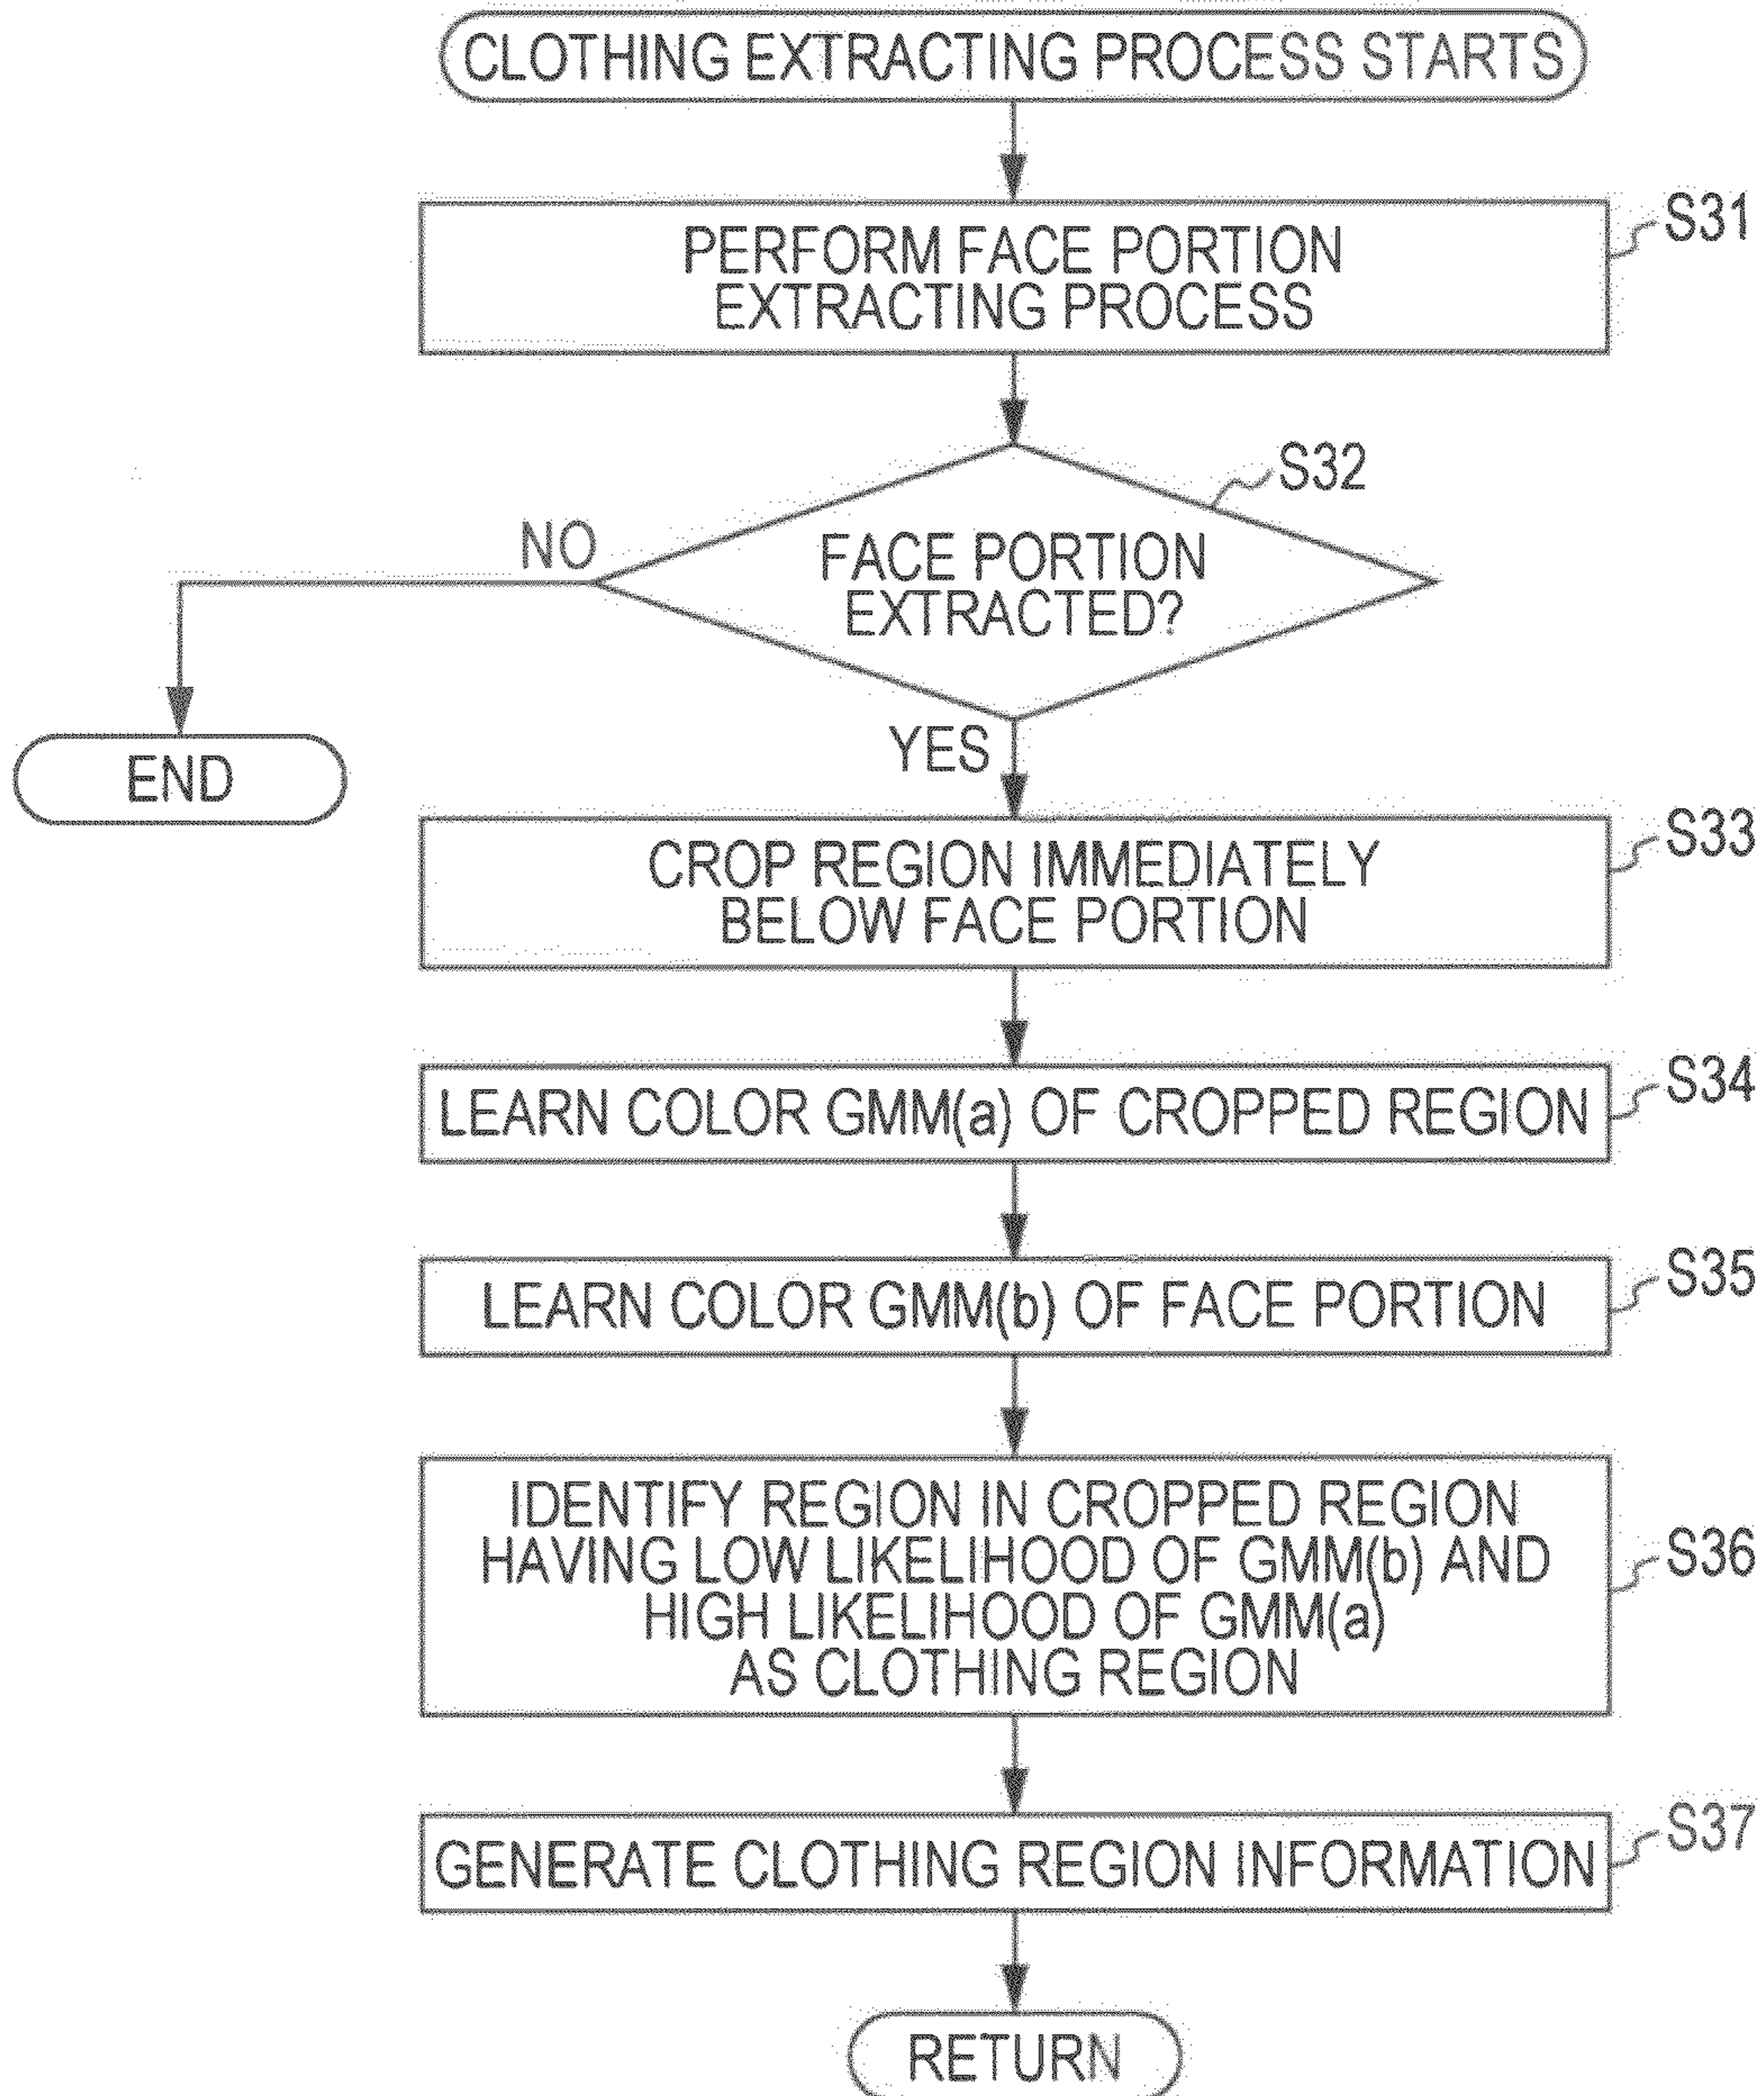 CLOTHING EXTRACTING PROCESS STARTS
S31
PERFORM FACE PORTION
EXTRACTING PROCESS
S32
NO
FACE PORTION
EXTRACTED?
YES
END
S33
CROP REGION IMMEDIATELY
BELOW FACE PORTION
S34
LEARN COLOR GMM(a) OF CROPPED REGION
S35
LEARN COLOR GMM(b) OF FACE PORTION
IDENTIFY REGION IN CROPPED REGION
HAVING LOW LIKELIHOOD OF GMM(b) AND
S36
HIGH LIKELIHOOD OF GMM(a)
AS CLOTHING REGION
S37
GENERATE CLOTHING REGION INFORMATION
RETURN